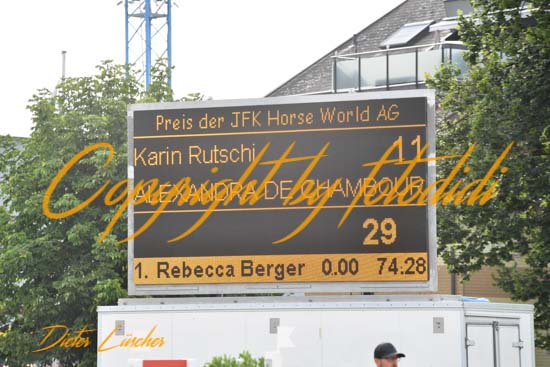 Preis der JFK Horse World AG
Karin Rutschi 11
ALEXANDRA DE CHAMBOUR
29
1. Rebecca Berger 0.00 74.28
Copyright by fotodidi
Dieter Lüscher